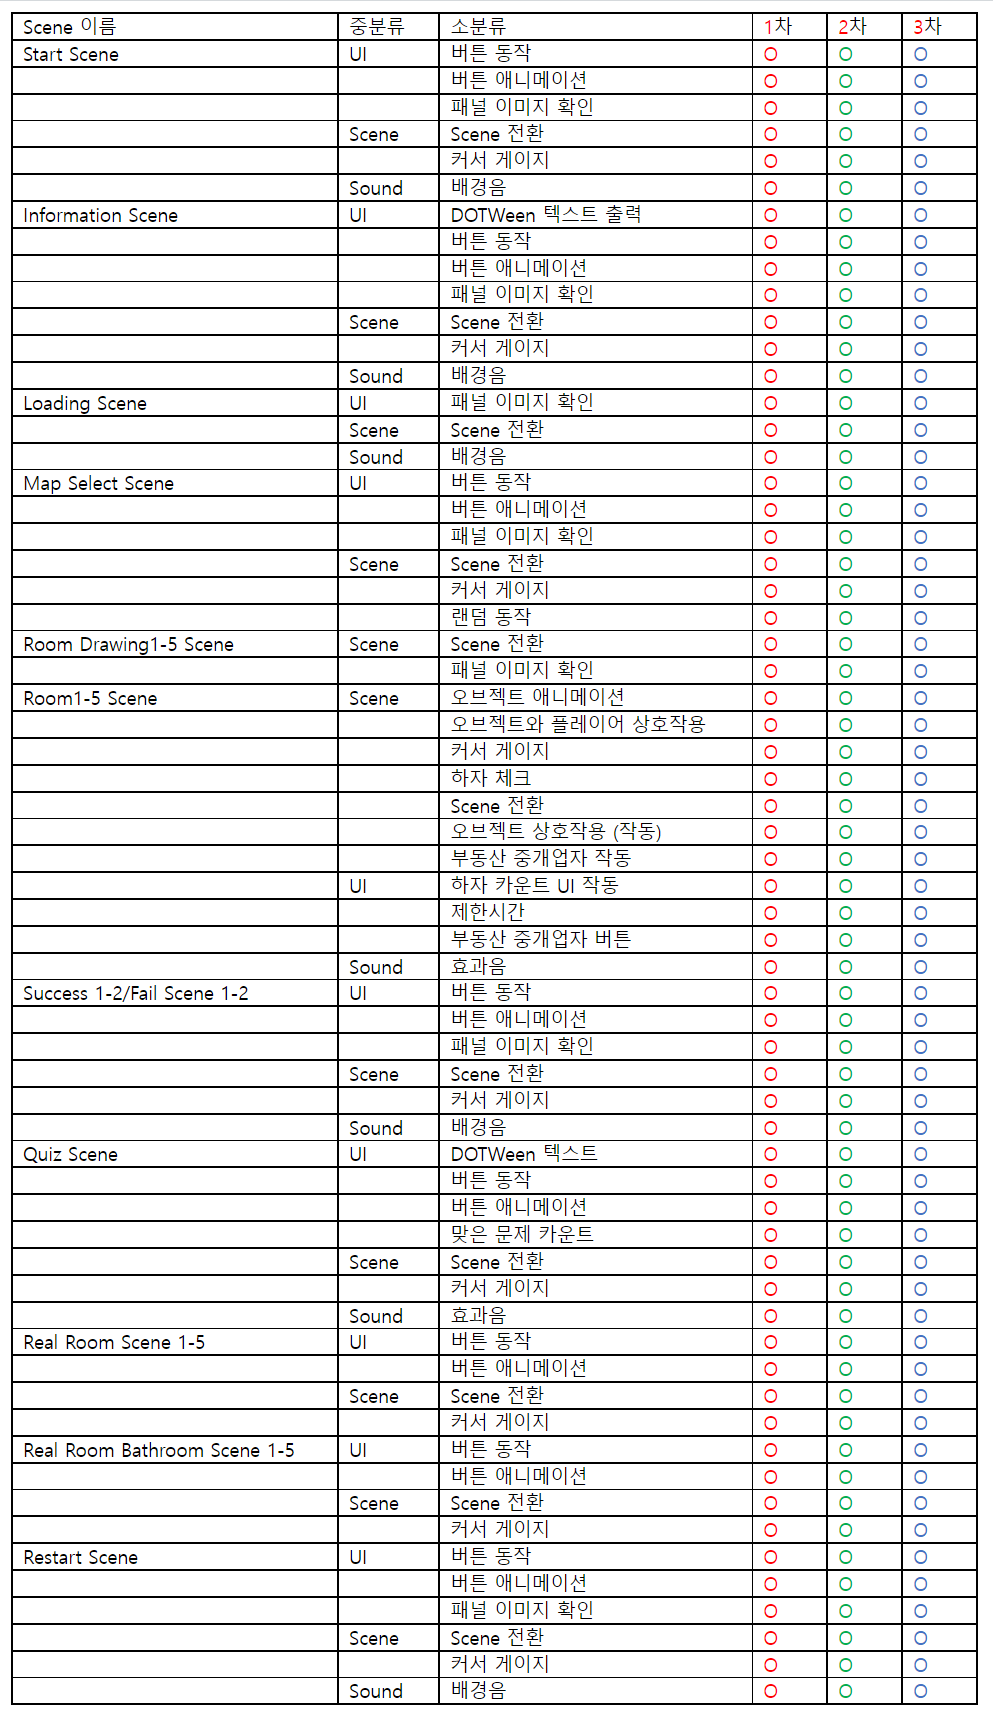 Scene 이름 중분류 소분류 1차 2차 3차
Start Scene UI 버튼 동작 O O O
버튼 애니메이션 O O O
패널 이미지 확인 O O O
Scene Scene 전환 O O O
커서 게이지 O O O
Sound 배경음 O O O
Information Scene UI DOTWeen 텍스트 출력 O O O
버튼 동작 O O O
버튼 애니메이션 O O O
패널 이미지 확인 O O O
Scene Scene 전환 O O O
커서 게이지 O O O
Sound 배경음 O O O
Loading Scene UI 패널 이미지 확인 O O O
Scene Scene 전환 O O O
Sound 배경음 O O O
Map Select Scene UI 버튼 동작 O O O
버튼 애니메이션 O O O
패널 이미지 확인 O O O
Scene Scene 전환 O O O
커서 게이지 O O O
랜덤 동작 O O O
Room Drawing1-5 Scene Scene Scene 전환 O O O
패널 이미지 확인 O O O
Room1-5 Scene Scene 오브젝트 애니메이션 O O O
오브젝트와 플레이어 상호작용 O O O
커서 게이지 O O O
하자 체크 O O O
Scene 전환 O O O
오브젝트 상호작용 (작동) O O O
부동산 중개업자 작동 O O O
UI 하자 카운트 UI 작동 O O O
제한시간 O O O
부동산 중개업자 버튼 O O O
Sound 효과음 O O O
Success 1-2/Fail Scene 1-2 UI 버튼 동작 O O O
버튼 애니메이션 O O O
패널 이미지 확인 O O O
Scene Scene 전환 O O O
커서 게이지 O O O
Sound 배경음 O O O
Quiz Scene UI DOTWeen 텍스트 O O O
버튼 동작 O O O
버튼 애니메이션 O O O
맞은 문제 카운트 O O O
Scene Scene 전환 O O O
커서 게이지 O O O
Sound 효과음 O O O
Real Room Scene 1-5 UI 버튼 동작 O O O
버튼 애니메이션 O O O
Scene Scene 전환 O O O
커서 게이지 O O O
Real Room Bathroom Scene 1-5 UI 버튼 동작 O O O
버튼 애니메이션 O O O
Scene Scene 전환 O O O
커서 게이지 O O O
Restart Scene UI 버튼 동작 O O O
버튼 애니메이션 O O O
패널 이미지 확인 O O O
Scene Scene 전환 O O O
커서 게이지 O O O
Sound 배경음 O O O